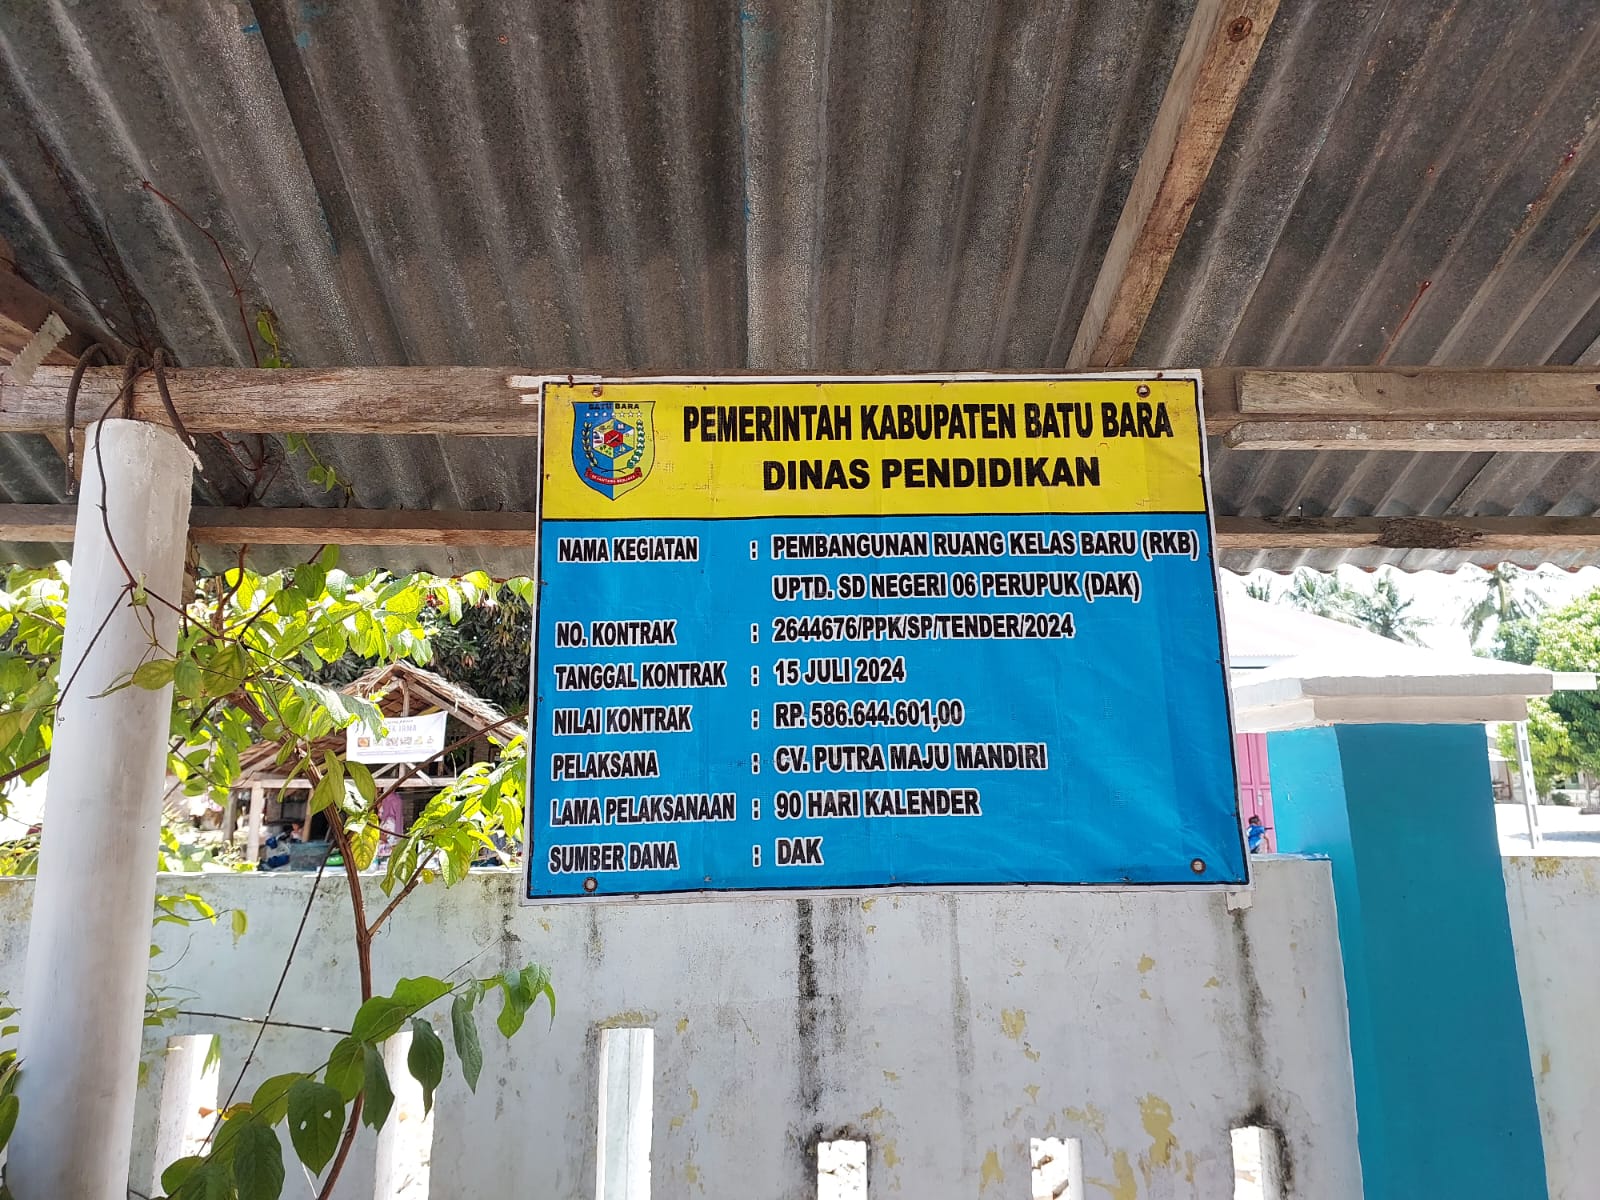 BATU BARA
PEMERINTAH KABUPATEN BATU BARA
DINAS PENDIDIKAN
NAMA KEGIATAN : PEMBANGUNAN RUANG KELAS BARU (RKB)
UPTD. SD NEGERI 06 PERUPUK (DAK)
NO. KONTRAK : 2644676/PPK/SP/TENDER/2024
TANGGAL KONTRAK : 15 JULI 2024
NILAI KONTRAK : RP. 586.644.601,00
PELAKSANA : CV. PUTRA MAJU MANDIRI
LAMA PELAKSANAAN : 90 HARI KALENDER
SUMBER DANA : DAK